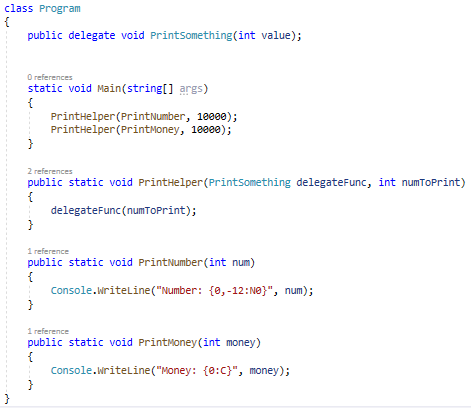 class Program
{
    public delegate void PrintSomething(int value);
    0 references
    static void Main(string[] args)
    {
        PrintHelper(PrintNumber, 10000);
        PrintHelper(PrintMoney, 10000);
    }
    2 references
    public static void PrintHelper(PrintSomething delegateFunc, int numToPrint)
    {
        delegateFunc(numToPrint);
    }
    1 reference
    public static void PrintNumber(int num)
    {
        Console.WriteLine("Number: {0,-12:N0}", num);
    }
    1 reference
    public static void PrintMoney(int money)
    {
        Console.WriteLine("Money: {0:C}", money);
    }
}